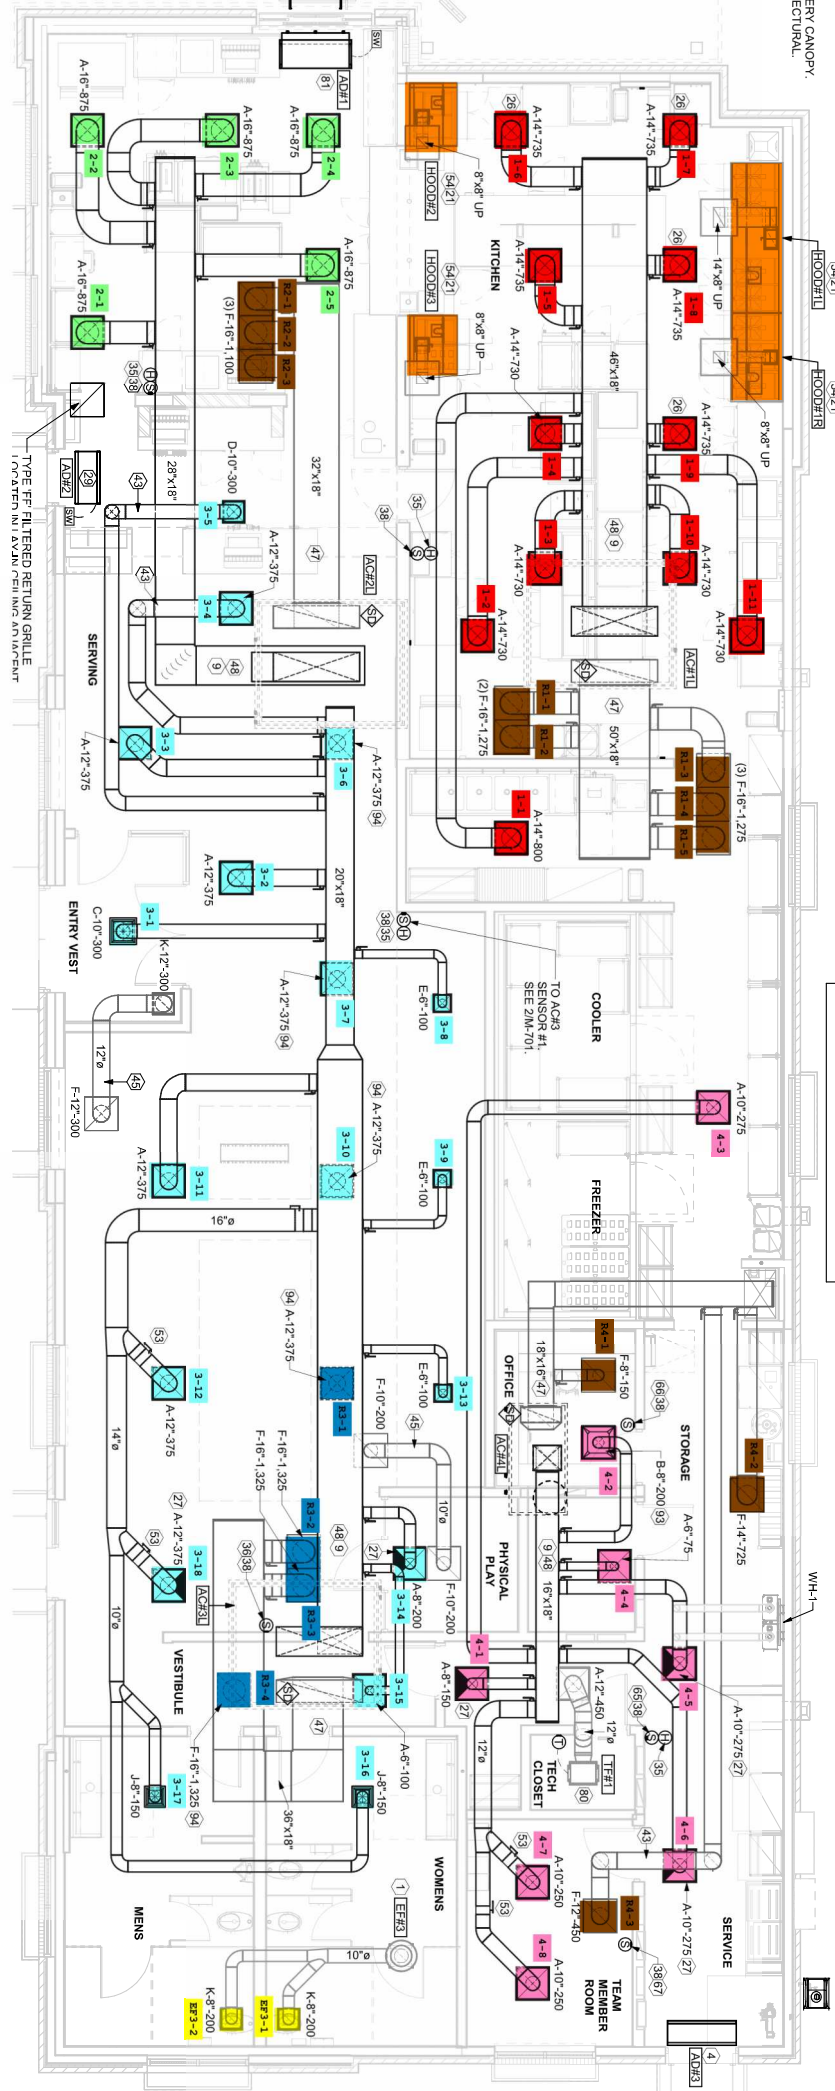 ERY CANOPY.
ECTURAL.
SW
AD#1
81
A-16"-875
2-2
A-16"-875
2-3
A-16"-875
2-4
A-16"-875
2-1
A-16"-875
2-5
R2-1
R2-2
R2-3
(3) F-16"-1,100
54/21
HOOD#2
8"x8" UP
54/21
HOOD#3
8"x8" UP
KITCHEN
26
A-14"-735
1-6
26
A-14"-735
1-7
A-14"-735
1-5
26
A-14"-735
1-8
14"x8" UP
HOOD#1L
8"x8" UP
HOOD#1R
46"x18"
A-14"-730
1-4
26
A-14"-735
1-9
1-3
A-14"-730
1-10
A-14"-730
1-2
A-14"-730
1-11
A-14"-730
48 9
AC#1L
SD
47
50"x18"
R1-1
R1-2
(2) F-16"-1,275
R1-3
R1-4
R1-5
(3) F-16"-1,275
1-1
A-14"-800
H
S
35/38
28"x18"
32"x18"
TYPE 'FF' FILTERED RETURN GRILLE
LOCATED IN LAY-IN CEILING ADJACENT
29
AD#2
SW
43
D-10"-300
3-5
43
3-4
A-12"-375
47
AC#2L
SD
48
9
35
38
H
S
SERVING
3-3
A-12"-375
3-6
A-12"-375 94
20"x18"
A-12"-375
3-2
3-1
C-10"-300
ENTRY VEST
K-12"-300
12"ø
45
F-12"-300
S
H
38/35
TO AC#3
SENSOR #1.
SEE 2/M-701.
A-12"-375 94
3-7
E-6"-100
3-8
COOLER
A-10"-275
4-3
94 A-12"-375
3-10
3-9
E-6"-100
3-11
A-12"-375
FREEZER
16"ø
53
3-12
A-12"-375
94 A-12"-375
R3-1
E-6"-100
3-13
F-10"-200
45
10"ø
F-10"-200
18"x16" 47
OFFICE
R4-1
F-8"-150
SD
AC#4L
66/38
S
STORAGE
B-8"-200 93
4-2
A-6"-75
4-4
R4-2
F-14"-725
WH-1
14"ø
F-16"-1,325
F-16"-1,325
R3-2
R3-3
48 9
36/38
S
53
27 A-12"-375
3-18
AC#3L
27
A-8"-200
3-14
PHYSICAL
PLAY
9 48
16"x18"
10"ø
VESTIBULE
R3-4
F-16"-1,325 94
SD
47
3-15
A-6"-100
4-1
A-8"-150
27
A-12"-450
12"ø
TF#1
80
T
TECH
CLOSET
12"ø
4-5
A-10"-275 27
65/38
S
H
35
J-8"-150
3-17
3-16
J-8"-150
36"x18"
43
4-6
A-10"-275 27
53
4-7
A-10"-250
53
4-8
A-10"-250
F-12"-450
R4-3
S
38/67
SERVICE
TEAM
MEMBER
ROOM
MENS
WOMENS
1
EF#3
10"ø
EF3-2
K-8"-200
EF3-1
K-8"-200
4
AD#3